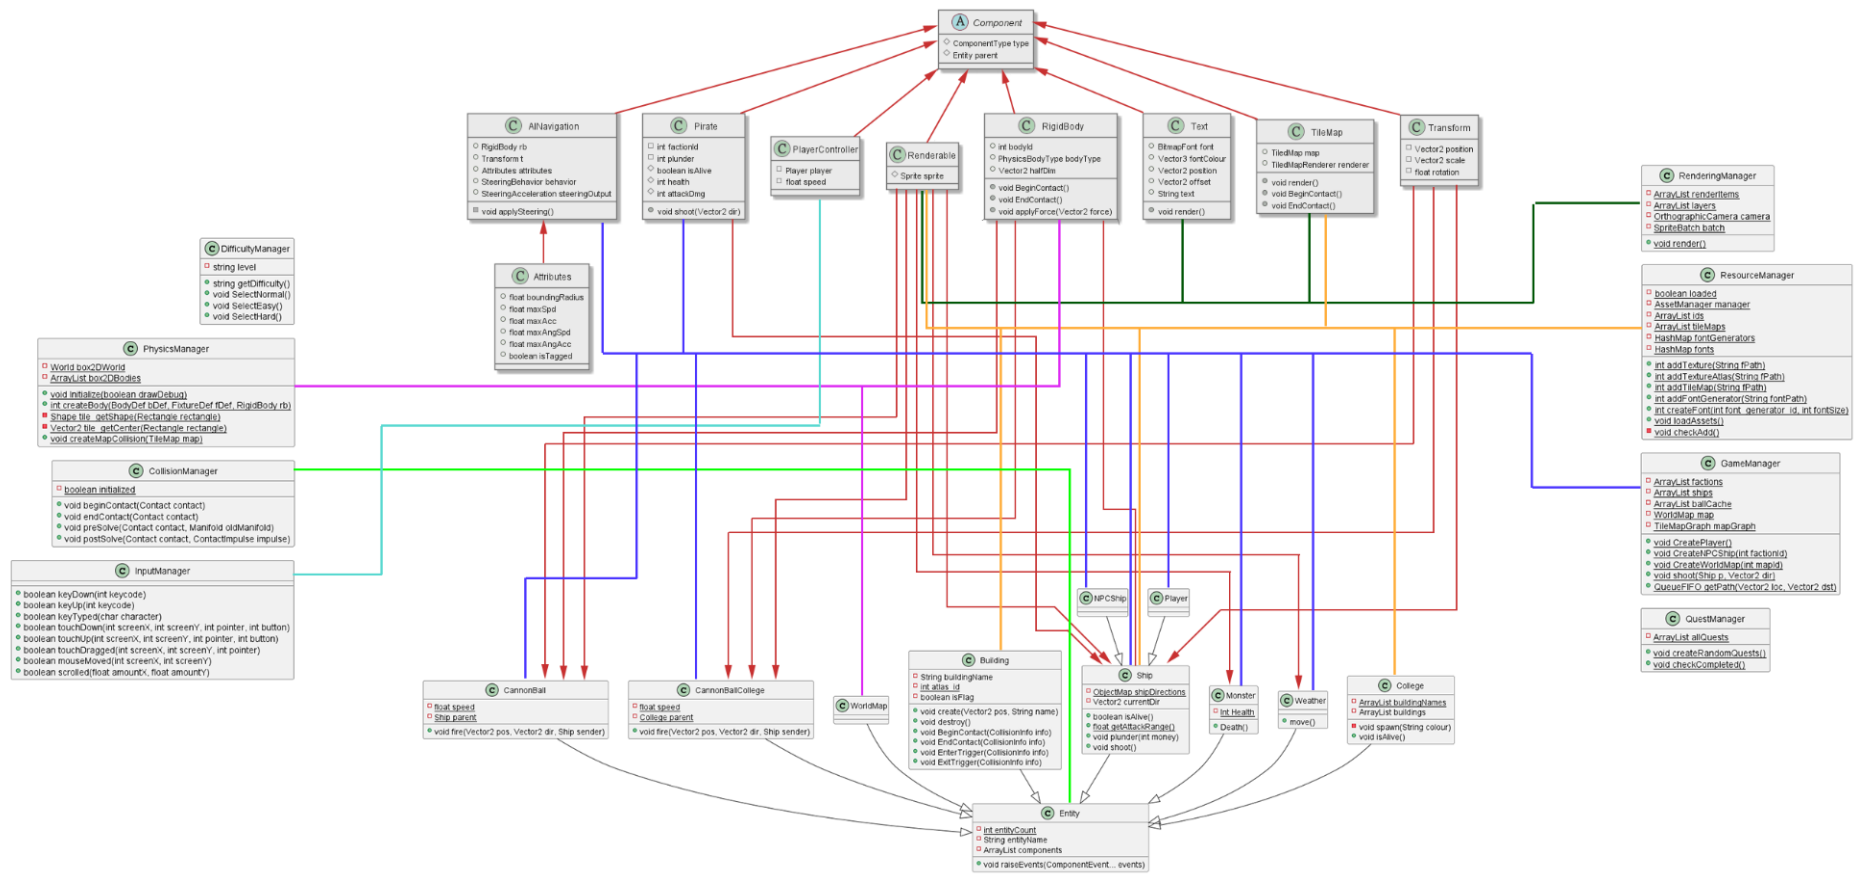 Component
ComponentType type
Entity parent
AINavigation
RigidBody rb
Transform t
Attributes attributes
SteeringBehavior behavior
SteeringAcceleration steeringOutput
void applySteering()
Pirate
int factionId
int plunder
boolean isAlive
int health
int attackDmg
void shoot(Vector2 dir)
PlayerController
Player player
float speed
Renderable
Sprite sprite
RigidBody
int bodyId
PhysicsBodyType bodyType
Vector2 halfDim
void BeginContact()
void EndContact()
void applyForce(Vector2 force)
Text
BitmapFont font
Vector3 fontColour
Vector2 position
Vector2 offset
String text
void render()
TileMap
TiledMap map
TiledMapRenderer renderer
void render()
void BeginContact()
void EndContact()
Transform
Vector2 position
Vector2 scale
float rotation
RenderingManager
ArrayList renderItems
ArrayList layers
OrthographicCamera camera
SpriteBatch batch
void render()
DifficultyManager
string level
string getDifficulty()
void SelectNormal()
void SelectEasy()
void SelectHard()
Attributes
float boundingRadius
float maxSpd
float maxAcc
float maxAngSpd
float maxAngAcc
boolean isTagged
ResourceManager
boolean loaded
AssetManager manager
ArrayList ids
ArrayList tileMaps
HashMap fontGenerators
HashMap fonts
int addTexture(String fPath)
int addTextureAtlas(String fPath)
int addTileMap(String fPath)
int addFontGenerator(String fontPath)
int createFont(int font_generator_id, int fontSize)
void loadAssets()
void checkAdd()
PhysicsManager
World box2DWorld
ArrayList box2DBodies
void Initialize(boolean drawDebug)
int createBody(BodyDef bDef, FixtureDef fDef, RigidBody rb)
Shape tile_getShape(Rectangle rectangle)
Vector2 tile_getCenter(Rectangle rectangle)
void createMapCollision(TileMap map)
CollisionManager
boolean initialized
void beginContact(Contact contact)
void endContact(Contact contact)
void preSolve(Contact contact, Manifold oldManifold)
void postSolve(Contact contact, ContactImpulse impulse)
GameManager
ArrayList factions
ArrayList ships
ArrayList ballCache
WorldMap map
TileMapGraph mapGraph
void CreatePlayer()
void CreateNPCShip(int factionId)
void CreateWorldMap(int mapId)
void shoot(Ship p, Vector2 dir)
QueueFIFO getPath(Vector2 loc, Vector2 dst)
InputManager
boolean keyDown(int keycode)
boolean keyUp(int keycode)
boolean keyTyped(char character)
boolean touchDown(int screenX, int screenY, int pointer, int button)
boolean touchUp(int screenX, int screenY, int pointer, int button)
boolean touchDragged(int screenX, int screenY, int pointer)
boolean mouseMoved(int screenX, int screenY)
boolean scrolled(float amountX, float amountY)
NPCShip
Player
QuestManager
ArrayList allQuests
void createRandomQuests()
void checkCompleted()
CannonBall
float speed
Ship parent
void fire(Vector2 pos, Vector2 dir, Ship sender)
CannonBallCollege
float speed
College parent
void fire(Vector2 pos, Vector2 dir, Ship sender)
WorldMap
Building
String buildingName
int atlas_id
boolean isFlag
void create(Vector2 pos, String name)
void destroy()
void BeginContact(CollisionInfo info)
void EndContact(CollisionInfo info)
void EnterTrigger(CollisionInfo info)
void ExitTrigger(CollisionInfo info)
Ship
ObjectMap shipDirections
Vector2 currentDir
boolean isAlive()
float getAttackRange()
void plunder(int money)
void shoot()
Monster
Int Health
Death()
Weather
move()
College
ArrayList buildingNames
ArrayList buildings
void spawn(String colour)
void isAlive()
Entity
int entityCount
String entityName
ArrayList components
void raiseEvents(ComponentEvent... events)